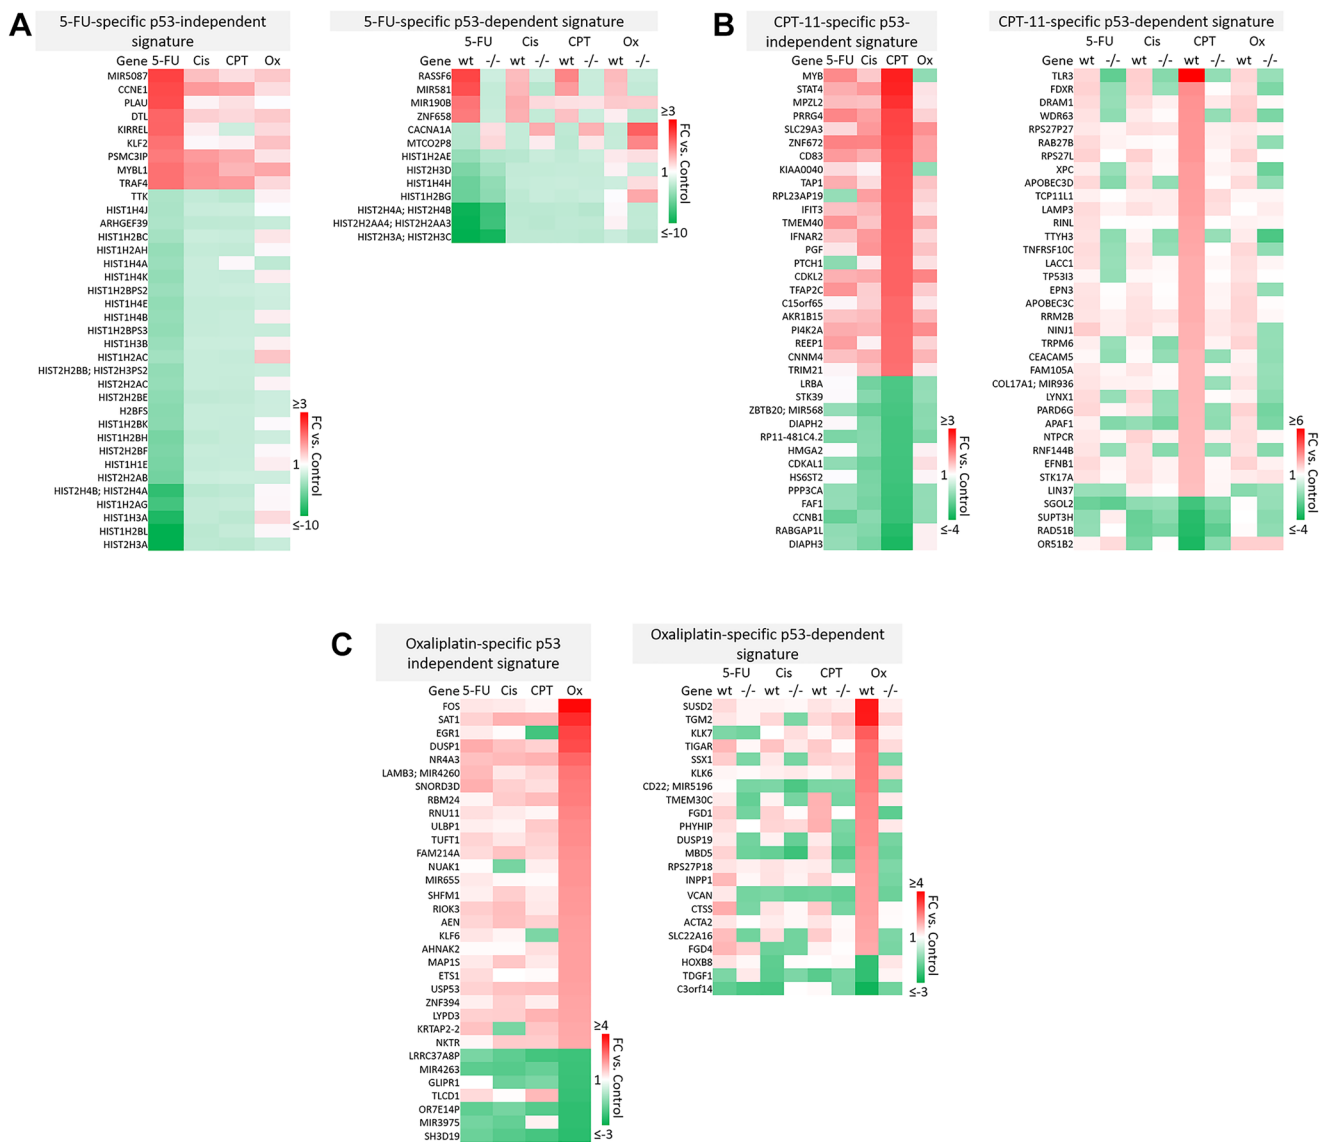 A
5-FU-specific p53-independent
signature
Gene 5-FU Cis CPT Ox
MIR5087
CCNE1
PLAU
DTL
KIRREL
KLF2
PSMC3IP
MYBL1
TRAF4
TTK
HIST1H4J
ARHGEF39
HIST1H2BC
HIST1H2AH
HIST1H4A
HIST1H4K
HIST1H2BPS2
HIST1H4E
HIST1H4B
HIST1H2BPS3
HIST1H3B
HIST1H2AC
HIST2H2BB; HIST2H3PS2
HIST2H2AC
HIST2H2BE
H2BFS
HIST1H2BK
HIST1H2BH
HIST2H2BF
HIST1H1E
HIST2H2AB
HIST2H4B; HIST2H4A
HIST1H2AG
HIST1H3A
HIST1H2BL
HIST2H3A
≥3
1
≤-10
FC vs. Control
5-FU-specific p53-dependent signature
5-FU Cis CPT Ox
Gene wt -/- wt -/- wt -/- wt -/-
RASSF6
MIR581
MIR190B
ZNF658
CACNA1A
MTCO2P8
HIST1H2AE
HIST2H3D
HIST1H4H
HIST1H2BG
HIST2H4A; HIST2H4B
HIST2H2AA4; HIST2H2AA3
HIST2H3A; HIST2H3C
≥3
1
≤-10
FC vs. Control
B
CPT-11-specific p53-
independent signature
Gene 5-FU Cis CPT Ox
MYB
STAT4
MPZL2
PRRG4
SLC29A3
ZNF672
CD83
KIAA0040
TAP1
RPL23AP19
IFIT3
TMEM40
IFNAR2
PGF
PTCH1
CDKL2
TFAP2C
C15orf65
AKR1B15
PI4K2A
REEP1
CNNM4
TRIM21
LRBA
STK39
ZBTB20; MIR568
DIAPH2
RP11-481C4.2
HMGA2
CDKAL1
HS6ST2
PPP3CA
FAF1
CCNB1
RABGAP1L
DIAPH3
≥3
1
≤-4
FC vs. Control
CPT-11-specific p53-dependent signature
5-FU Cis CPT Ox
Gene wt -/- wt -/- wt -/- wt -/-
TLR3
FDXR
DRAM1
WDR63
RPS27P27
RAB27B
RPS27L
XPC
APOBEC3D
TCP11L1
LAMP3
RINL
TTYH3
TNFRSF10C
LACC1
TP53I3
EPN3
APOBEC3C
RRM2B
NINJ1
TRPM6
CEACAM5
FAM105A
COL17A1; MIR936
LYNX1
PARD6G
APAF1
NTPCR
RNF144B
EFNB1
STK17A
LIN37
SGOL2
SUPT3H
RAD51B
OR51B2
≥6
1
≤-4
FC vs. Control
C
Oxaliplatin-specific p53
independent signature
Gene 5-FU Cis CPT Ox
FOS
SAT1
EGR1
DUSP1
NR4A3
LAMB3; MIR4260
SNORD3D
RBM24
RNU11
ULBP1
TUFT1
FAM214A
NUAK1
MIR655
SHFM1
RIOK3
AEN
KLF6
AHNAK2
MAP1S
ETS1
USP53
ZNF394
LYPD3
KRTAP2-2
NKTR
LRRC37A8P
MIR4263
GLIPR1
TLCD1
OR7E14P
MIR3975
SH3D19
≥4
1
≤-3
FC vs. Control
Oxaliplatin-specific p53-dependent
signature
5-FU Cis CPT Ox
Gene wt -/- wt -/- wt -/- wt -/-
SUSD2
TGM2
KLK7
TIGAR
SSX1
KLK6
CD22; MIR5196
TMEM30C
FGD1
PHYHIP
DUSP19
MBD5
RPS27P18
INPP1
VCAN
CTSS
ACTA2
SLC22A16
FGD4
HOXB8
TDGF1
C3orf14
≥4
1
≤-3
FC vs. Control